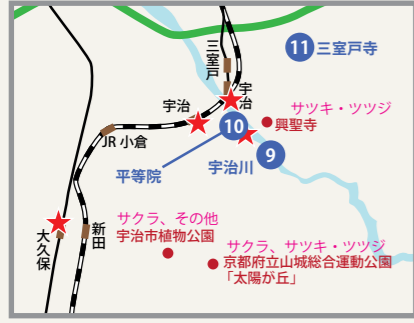 三室戸
11 三室戸寺
宇治
宇治
サツキ・ツツジ
興聖寺
10
JR 小倉
平等院
宇治川
9
サクラ、その他
宇治市植物公園
新田
大久保
サクラ、サツキ・ツツジ
京都府立山城総合運動公園
「太陽が丘」